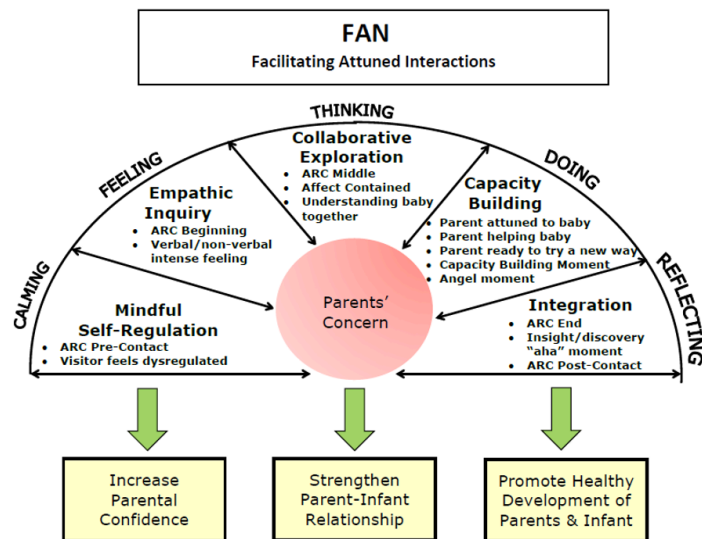 FAN
Facilitating Attuned Interactions
CALMING
FEELING
THINKING
DOING
REFLECTING
Mindful
Self-Regulation
• ARC Pre-Contact
• Visitor feels dysregulated
Empathic
Inquiry
• ARC Beginning
• Verbal/non-verbal
intense feeling
Collaborative
Exploration
• ARC Middle
• Affect Contained
• Understanding baby
together
Capacity
Building
• Parent attuned to baby
• Parent helping baby
• Parent ready to try a new way
• Capacity Building Moment
• Angel moment
Integration
• ARC End
• Insight/discovery
"aha" moment
• ARC Post-Contact
Parents'
Concern
Increase
Parental
Confidence
Strengthen
Parent-Infant
Relationship
Promote Healthy
Development of
Parents & Infant